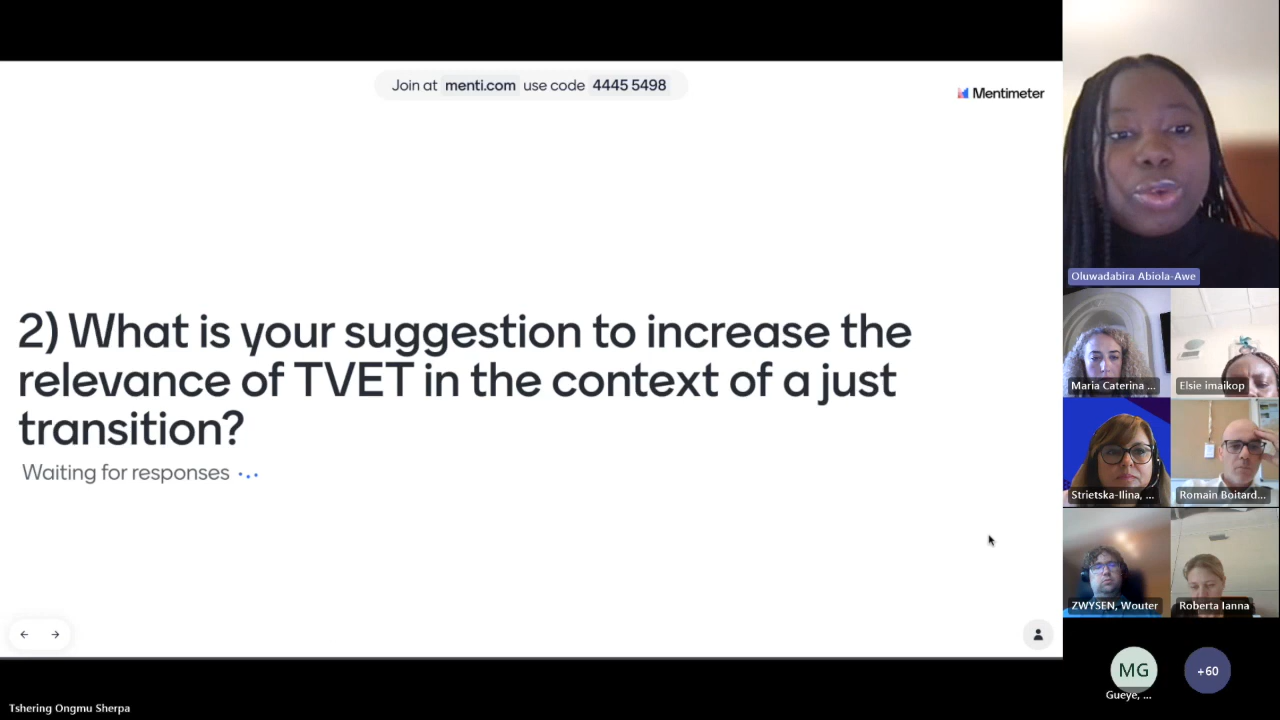 Join at menti.com use code 4445 5498
Mentimeter
2) What is your suggestion to increase the
relevance of TVET in the context of a just
transition?
Waiting for responses
Oluwadabira Abiola-Awe
Maria Caterina ...
Elsie imaikop
Strietska-Ilina, ...
Romain Boitard...
ZWYSEN, Wouter
Roberta Ianna
MG
+60
Gueye, ...
Tshering Ongmu Sherpa